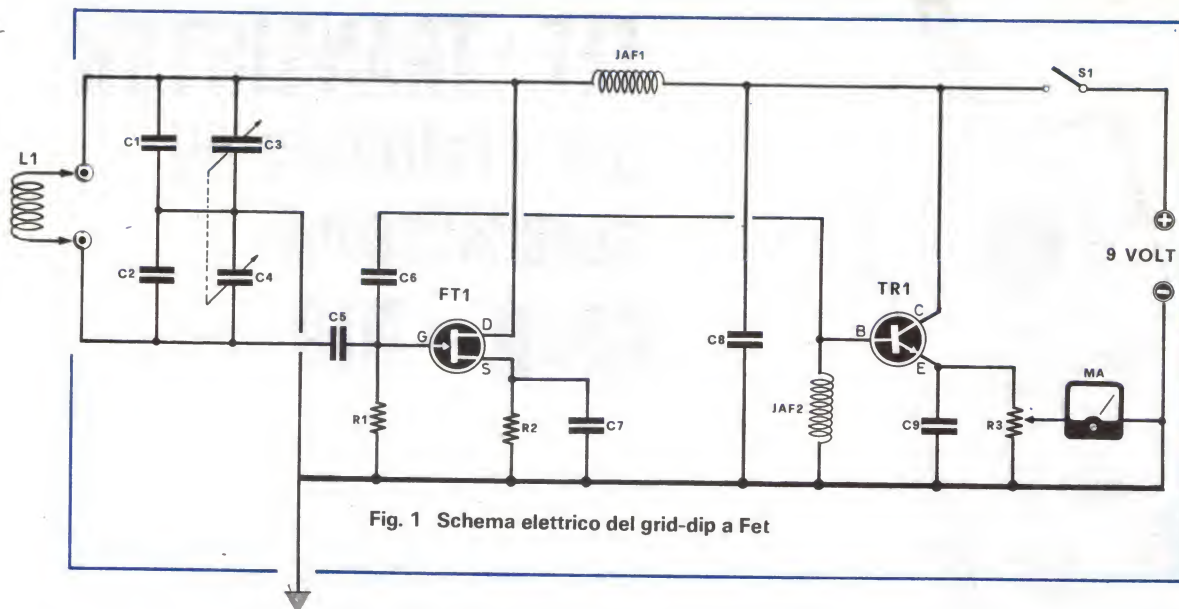 JAF1
S1
L1
C1
C3
C2
C4
C6
C5
FT1
G
D
S
R1
R2
C7
C8
JAF2
TR1
B
C
E
C9
R3
MA
+
9 VOLT
-
Fig. 1 Schema elettrico del grid-dip a Fet